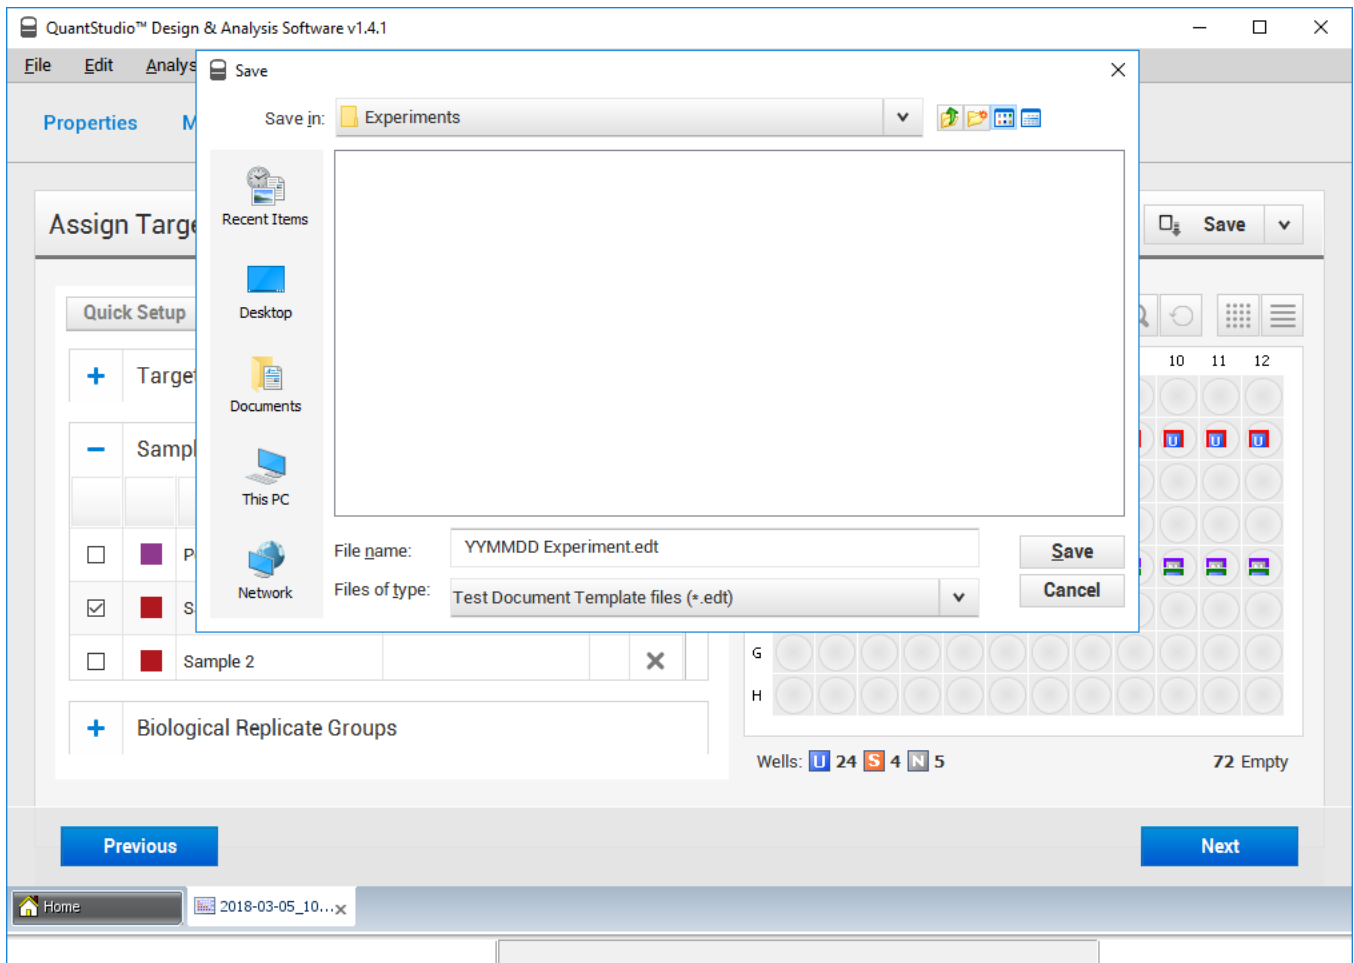 QuantStudio™ Design & Analysis Software v1.4.1
File Edit Analys
Save
Save in: Experiments
Properties M
Recent Items
Assign Targe
Save
Desktop
Quick Setup
10 11 12
Targe
Documents
U U U
Sampl
This PC
File name: YYMMDD Experiment.edt Save
P
Network
Files of type: Test Document Template files (*.edt) Cancel
S
Sample 2
G
H
Biological Replicate Groups
Wells: U 24 S 4 N 5 72 Empty
Previous Next
Home 2018-03-05_10...